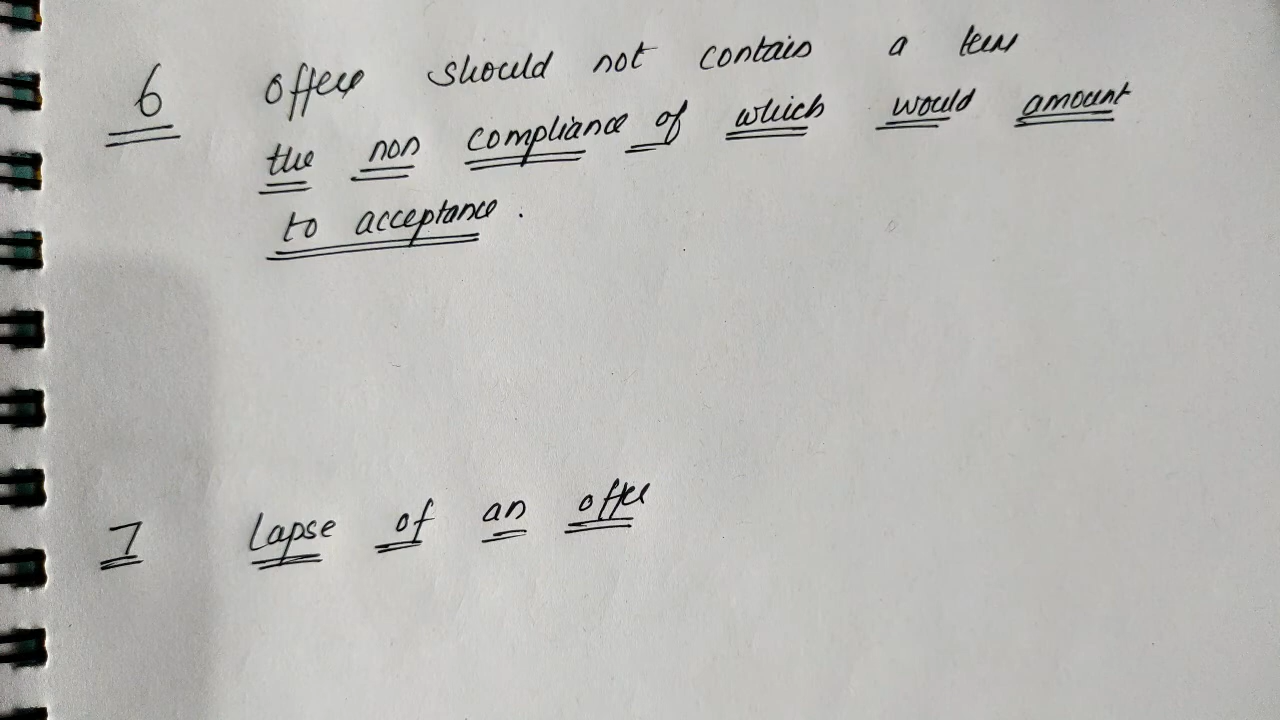 6 Offer should not contain a term
the non compliance of which would amount
to acceptance.
7 Lapse of an offer